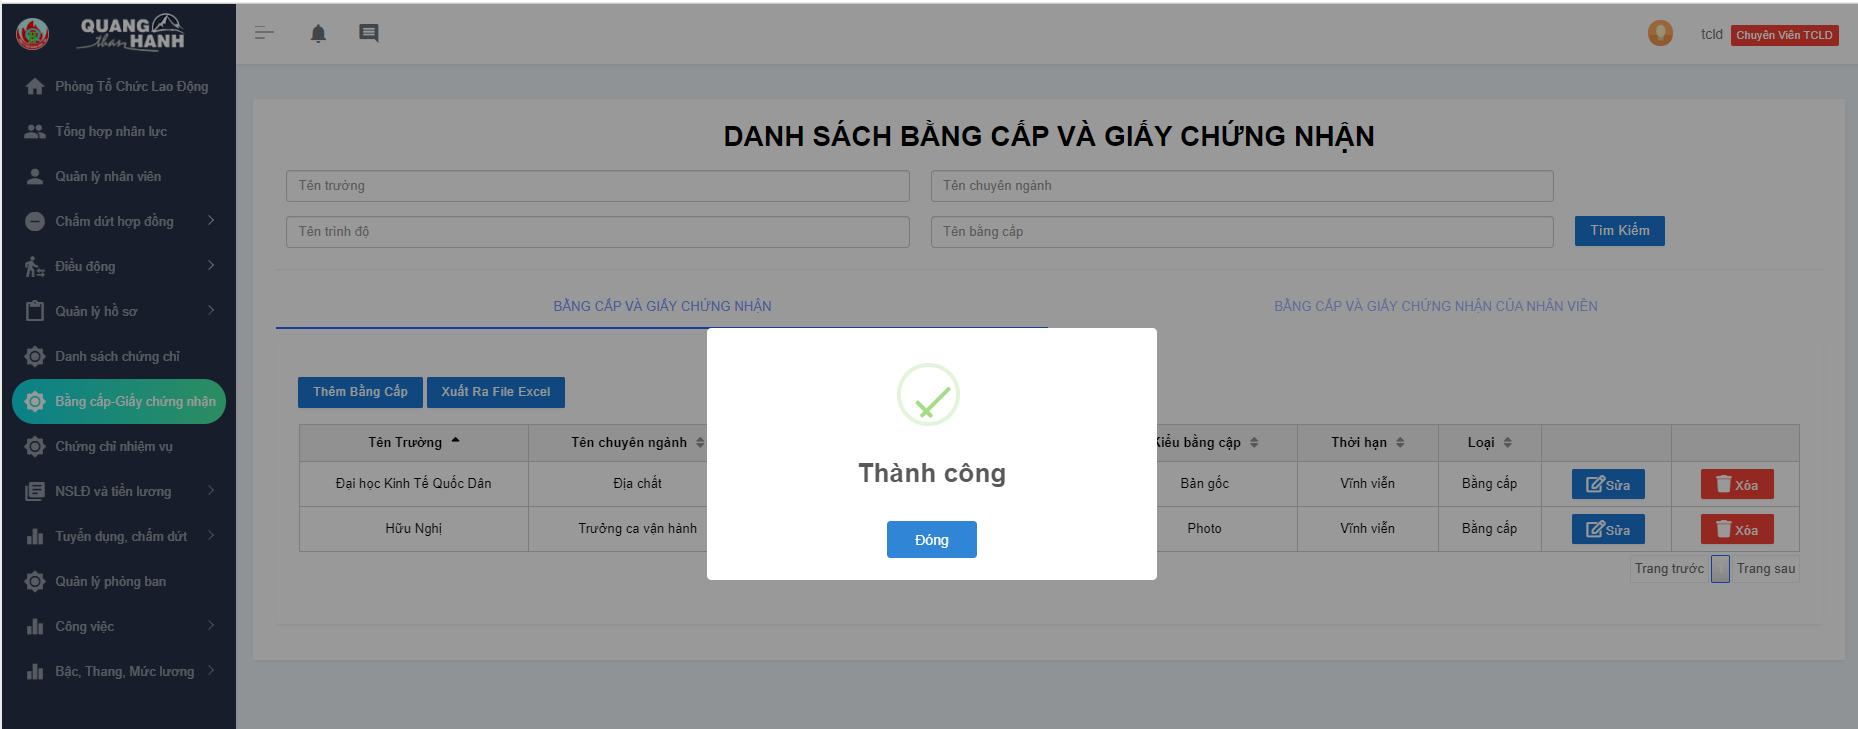 QUANG
than HANH
tcld
Chuyên Viên TCLD
Phòng Tổ Chức Lao Động
Tổng hợp nhân lực
Quản lý nhân viên
Chấm dứt hợp đồng
Điều động
Quản lý hồ sơ
Danh sách chứng chỉ
Bằng cấp-Giấy chứng nhận
Chứng chỉ nhiệm vụ
NSLĐ và tiền lương
Tuyển dụng, chấm dứt
Quản lý phòng ban
Công việc
Bậc, Thang, Mức lương
DANH SÁCH BẰNG CẤP VÀ GIẤY CHỨNG NHẬN
Tên trường
Tên chuyên ngành
Tên trình độ
Tên bằng cấp
Tìm Kiếm
BẰNG CẤP VÀ GIẤY CHỨNG NHẬN
BẰNG CẤP VÀ GIẤY CHỨNG NHẬN CỦA NHÂN VIÊN
Thêm Bằng Cấp
Xuất Ra File Excel
Tên Trường
Tên chuyên ngành
Kiểu bằng cập
Thời hạn
Loại
Đại học Kinh Tế Quốc Dân
Địa chất
Bản gốc
Vĩnh viễn
Bằng cấp
Sửa
Xóa
Hữu Nghị
Trưởng ca vận hành
Photo
Vĩnh viễn
Bằng cấp
Sửa
Xóa
Trang trước
Trang sau
Thành công
Đóng